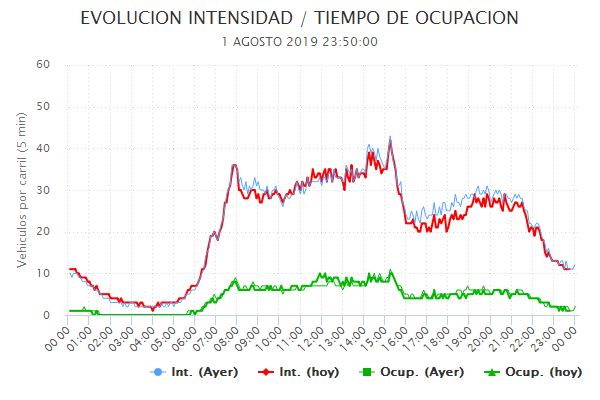 EVOLUCION INTENSIDAD / TIEMPO DE OCUPACION
1 AGOSTO 2019 23:50:00
Vehículos por carril (5 min)
60
50
40
30
20
10
0
00:00 01:00 02:00 03:00 04:00 05:00 06:00 07:00 08:00 09:00 10:00 11:00 12:00 13:00 14:00 15:00 16:00 17:00 18:00 19:00 20:00 21:00 22:00 23:00 00:00
Int. (Ayer) Int. (hoy) Ocup. (Ayer) Ocup. (hoy)